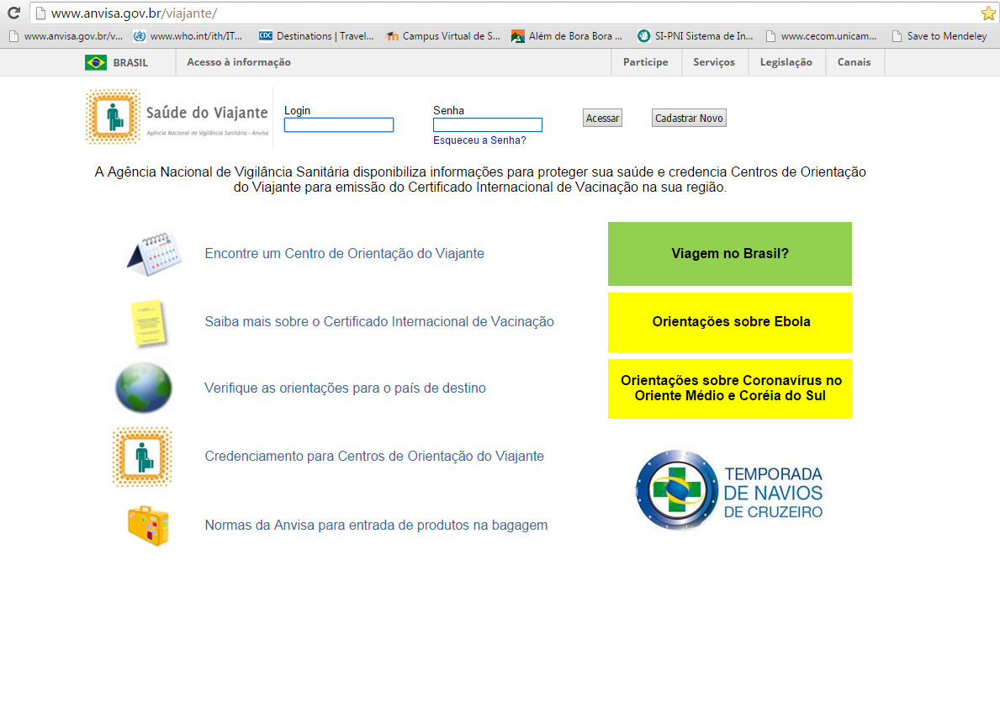 www.anvisa.gov.br/viajante/
www.anvisa.gov.br/v... www.who.int/ith/IT... CDC Destinations | Travel... Campus Virtual de S... Além de Bora Bora ... SI-PNI Sistema de In... www.cecom.unicam... Save to Mendeley
BRASIL Acesso à informação Participe Serviços Legislação Canais
Saúde do Viajante
Agência Nacional de Vigilância Sanitária - Anvisa
Login Senha
Acessar Cadastrar Novo
Esqueceu a Senha?
A Agência Nacional de Vigilância Sanitária disponibiliza informações para proteger sua saúde e credencia Centros de Orientação
do Viajante para emissão do Certificado Internacional de Vacinação na sua região.
Encontre um Centro de Orientação do Viajante
Saiba mais sobre o Certificado Internacional de Vacinação
Verifique as orientações para o país de destino
Credenciamento para Centros de Orientação do Viajante
Normas da Anvisa para entrada de produtos na bagagem
Viagem no Brasil?
Orientações sobre Ebola
Orientações sobre Coronavírus no
Oriente Médio e Coréia do Sul
TEMPORADA
DE NAVIOS
DE CRUZEIRO